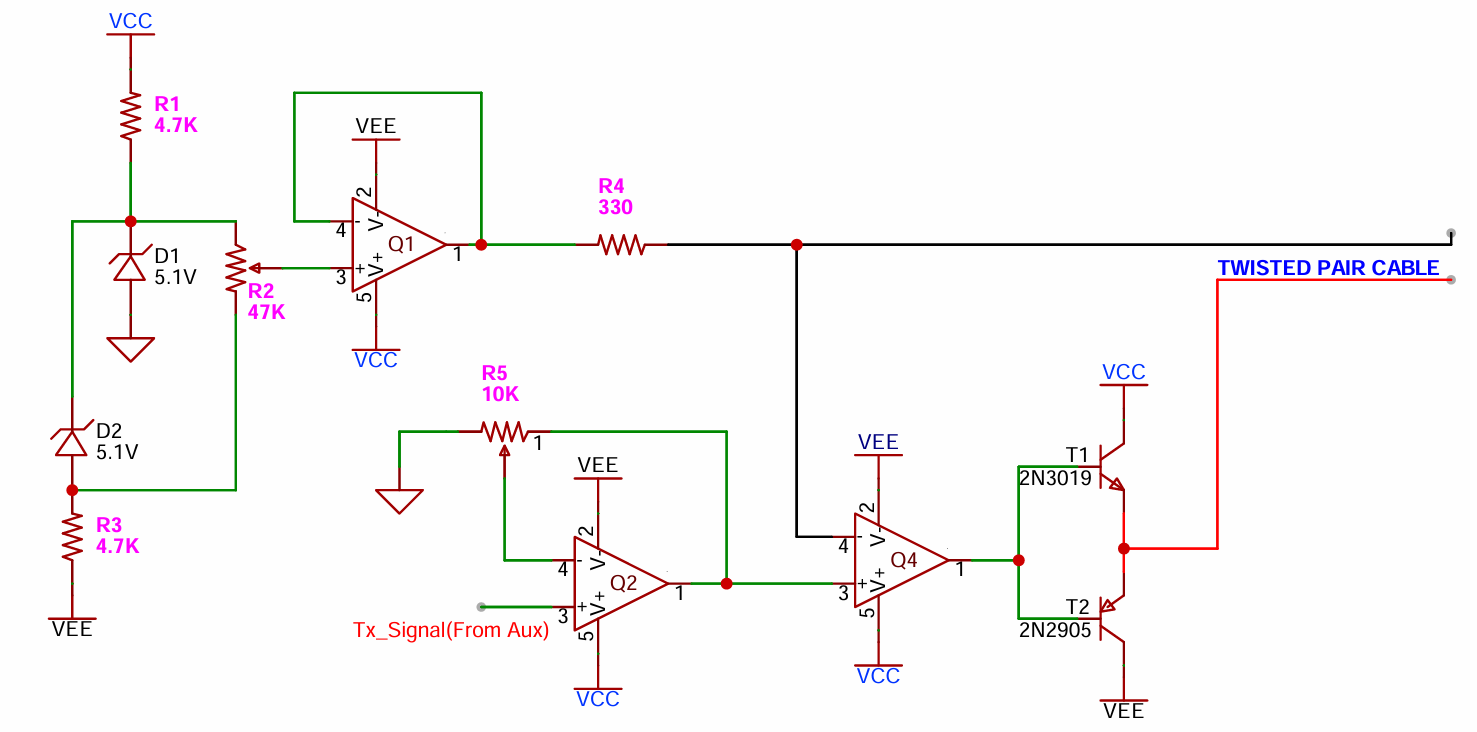 VCC
R1
4.7K
VEE
2
V-
4
-
Q1
1
3
+
V+
5
VCC
D1
5.1V
R2
47K
R4
330
TWISTED PAIR CABLE
D2
5.1V
R3
4.7K
VEE
R5
10K
1
VEE
2
V-
4
-
Q2
1
3
+
V+
5
VCC
Tx_Signal(From Aux)
VEE
2
V-
4
-
Q4
1
3
+
V+
5
VCC
VCC
T1
2N3019
T2
2N2905
VEE